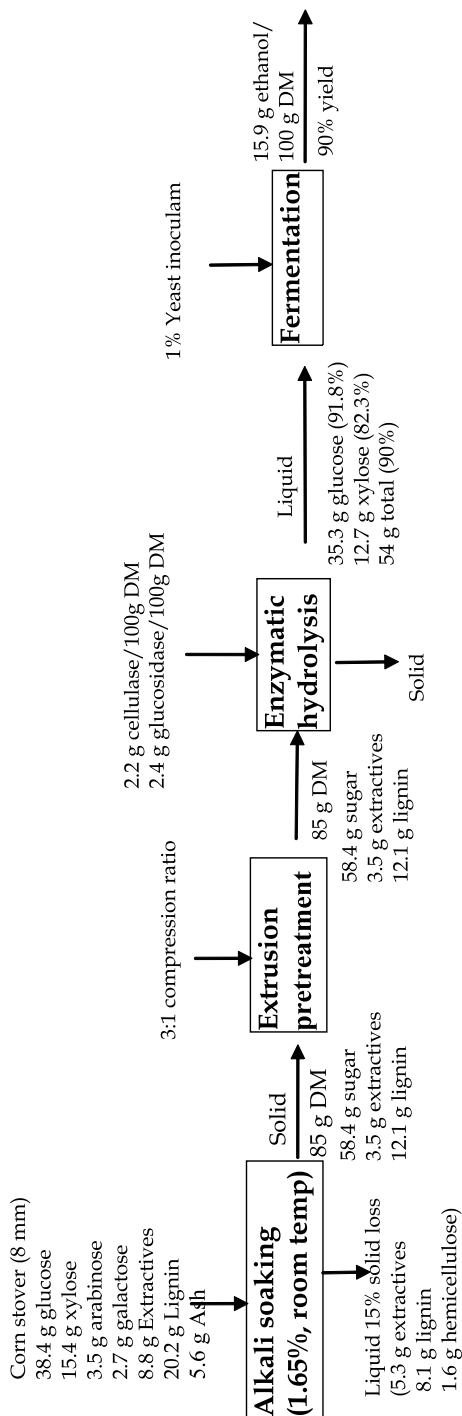 Corn stover (8 mm)
38.4 g glucose
15.4 g xylose
3.5 g arabinose
2.7 g galactose
8.8 g Extractives
20.2 g Lignin
5.6 g Ash
Alkali soaking
(1.65%, room temp)
Liquid 15% solid loss
(5.3 g extractives
8.1 g lignin
1.6 g hemicellulose
Solid
85 g DM
58.4 g sugar
3.5 g extractives
12.1 g lignin
3:1 compression ratio
Extrusion
pretreatment
85 g DM
58.4 g sugar
3.5 g extractives
12.1 g lignin
2.2 g cellulase/100g DM
2.4 g glucosidase/100g DM
Enzymatic
hydrolysis
Solid
Liquid
35.3 g glucose (91.8%)
12.7 g xylose (82.3%)
54 g total (90%)
1% Yeast inoculam
Fermentation
15.9 g ethanol/
100 g DM
90% yield